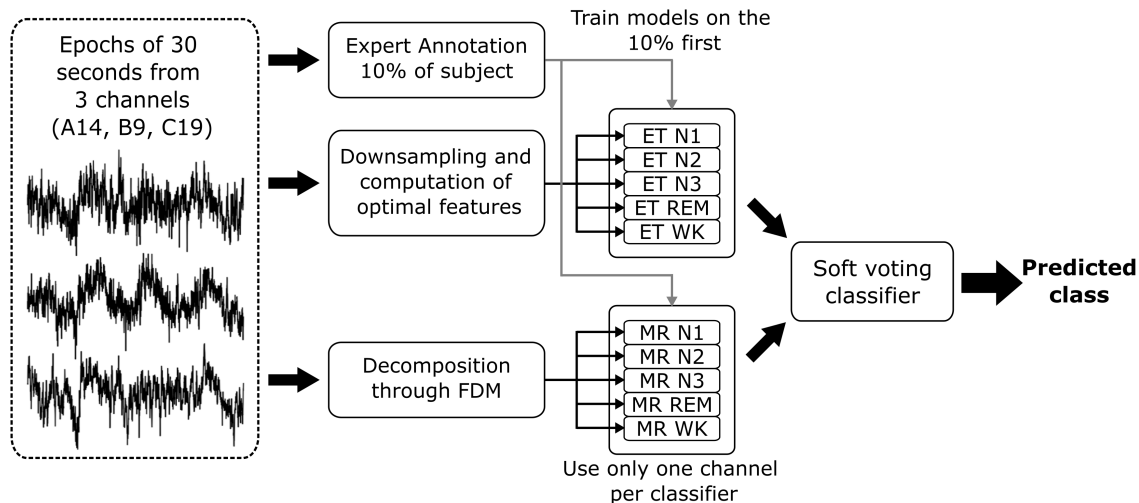 Epochs of 30
seconds from
3 channels
(A14, B9, C19)
Expert Annotation
10% of subject
Train models on the
10% first
Downsampling and
computation of
optimal features
ET N1
ET N2
ET N3
ET REM
ET WK
Decomposition
through FDM
MR N1
MR N2
MR N3
MR REM
MR WK
Use only one channel
per classifier
Soft voting
classifier
Predicted
class